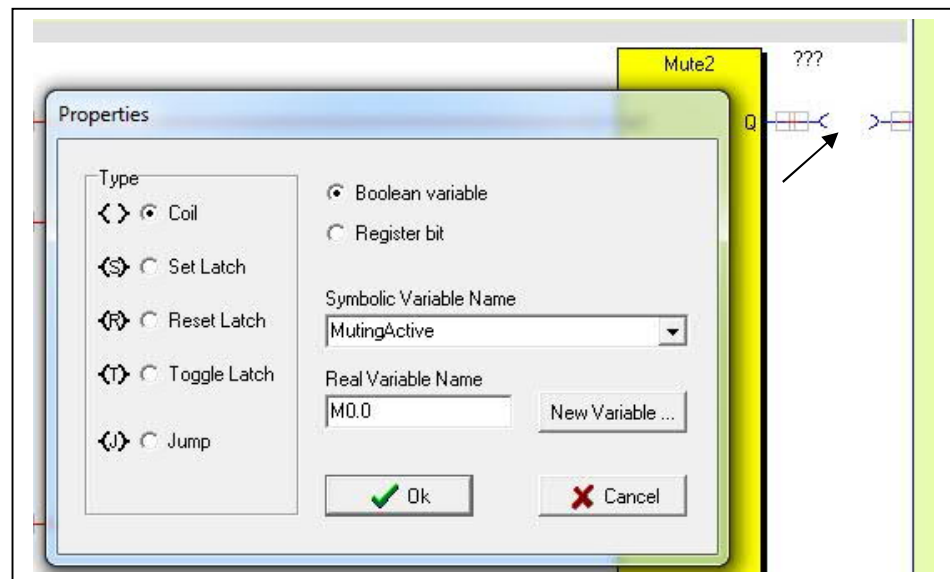 Mute2
???
Q
Properties
Type
Coil
(S) Set Latch
(R) Reset Latch
(T) Toggle Latch
(J) Jump
Boolean variable
Register bit
Symbolic Variable Name
MutingActive
Real Variable Name
M0.0
New Variable ...
Ok
Cancel